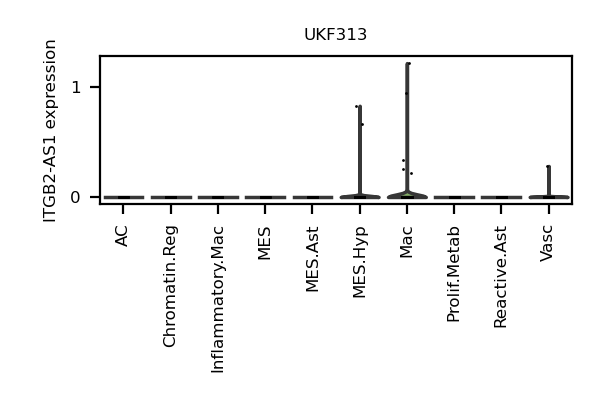 UKF313
ITGB2-AS1 expression
1
0
AC
Chromatin.Reg
Inflammatory.Mac
MES
MES.Ast
MES.Hyp
Mac
Prolif.Metab
Reactive.Ast
Vasc